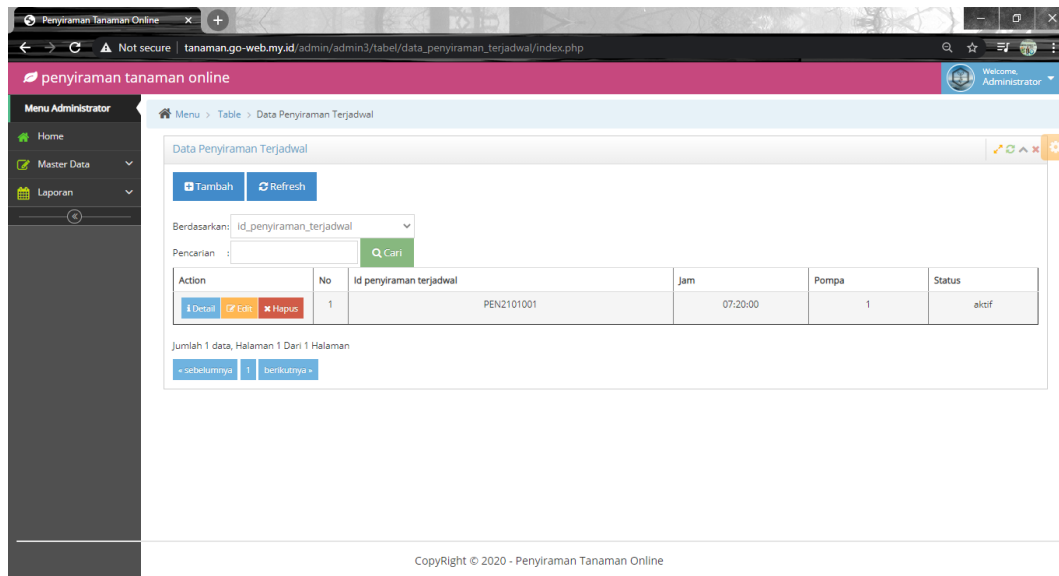 Penyiraman Tanaman Online
Not secure | tanaman.go-web.my.id/admin/admin3/tabel/data_penyiraman_terjadwal/index.php
penyiraman tanaman online
Welcome,
Administrator
Menu Administrator
Menu > Table > Data Penyiraman Terjadwal
Home
Master Data
Laporan
Data Penyiraman Terjadwal
Tambah Refresh
Berdasarkan: id_penyiraman_terjadwal
Pencarian : Cari
Action No Id penyiraman terjadwal Jam Pompa Status
Detail Edit Hapus 1 PEN2101001 07:20:00 1 aktif
Jumlah 1 data, Halaman 1 Dari 1 Halaman
« sebelumnya 1 berikutnya »
CopyRight © 2020 - Penyiraman Tanaman Online